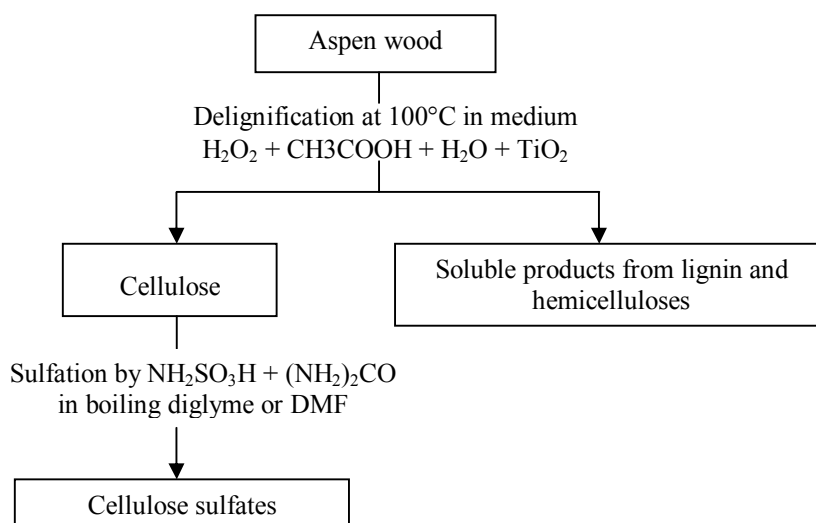 Aspen wood
Delignification at 100°C in medium
H₂O₂ + CH3COOH + H₂O + TiO₂
Cellulose
Soluble products from lignin and
hemicelluloses
Sulfation by NH₂SO₃H + (NH₂)₂CO
in boiling diglyme or DMF
Cellulose sulfates